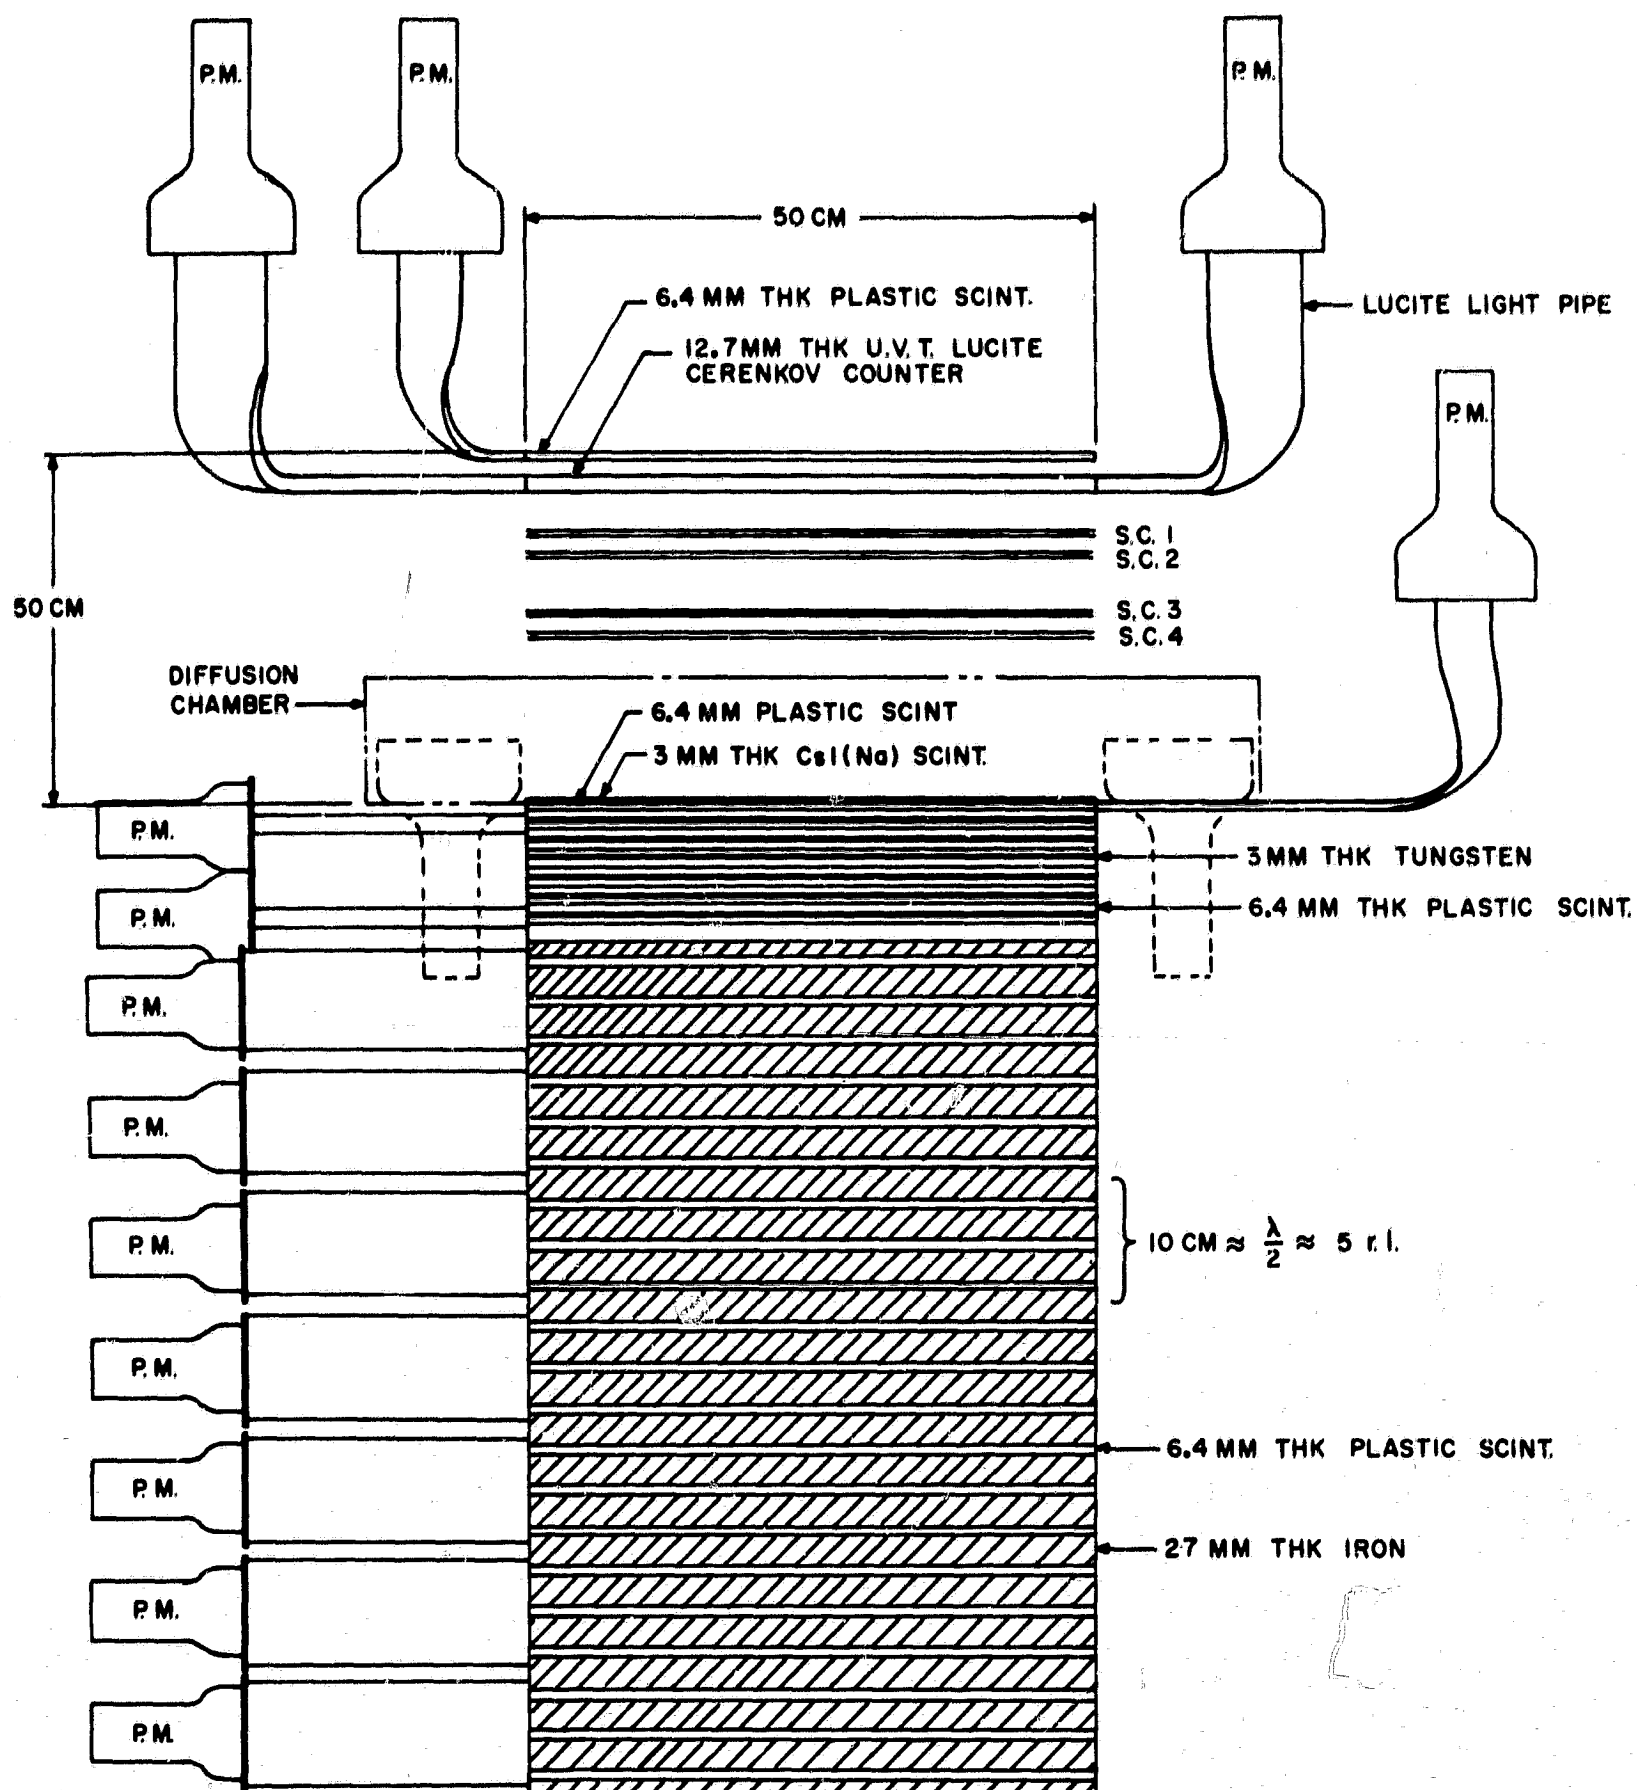 P.M.
P.M.
P.M.
50 CM
6.4 MM THK PLASTIC SCINT.
LUCITE LIGHT PIPE
12.7MM THK U.V.T. LUCITE
CERENKOV COUNTER
P.M.
S.C. 1
S.C. 2
50 CM
S.C. 3
S.C. 4
DIFFUSION
CHAMBER
6.4 MM PLASTIC SCINT
3 MM THK CsI(Na) SCINT.
P.M.
3MM THK TUNGSTEN
P.M.
6.4 MM THK PLASTIC SCINT.
P.M.
P.M.
P.M.
10 CM ≈ λ/2 ≈ 5 r.l.
P.M.
6.4 MM THK PLASTIC SCINT.
P.M.
27 MM THK IRON
P.M.
P.M.